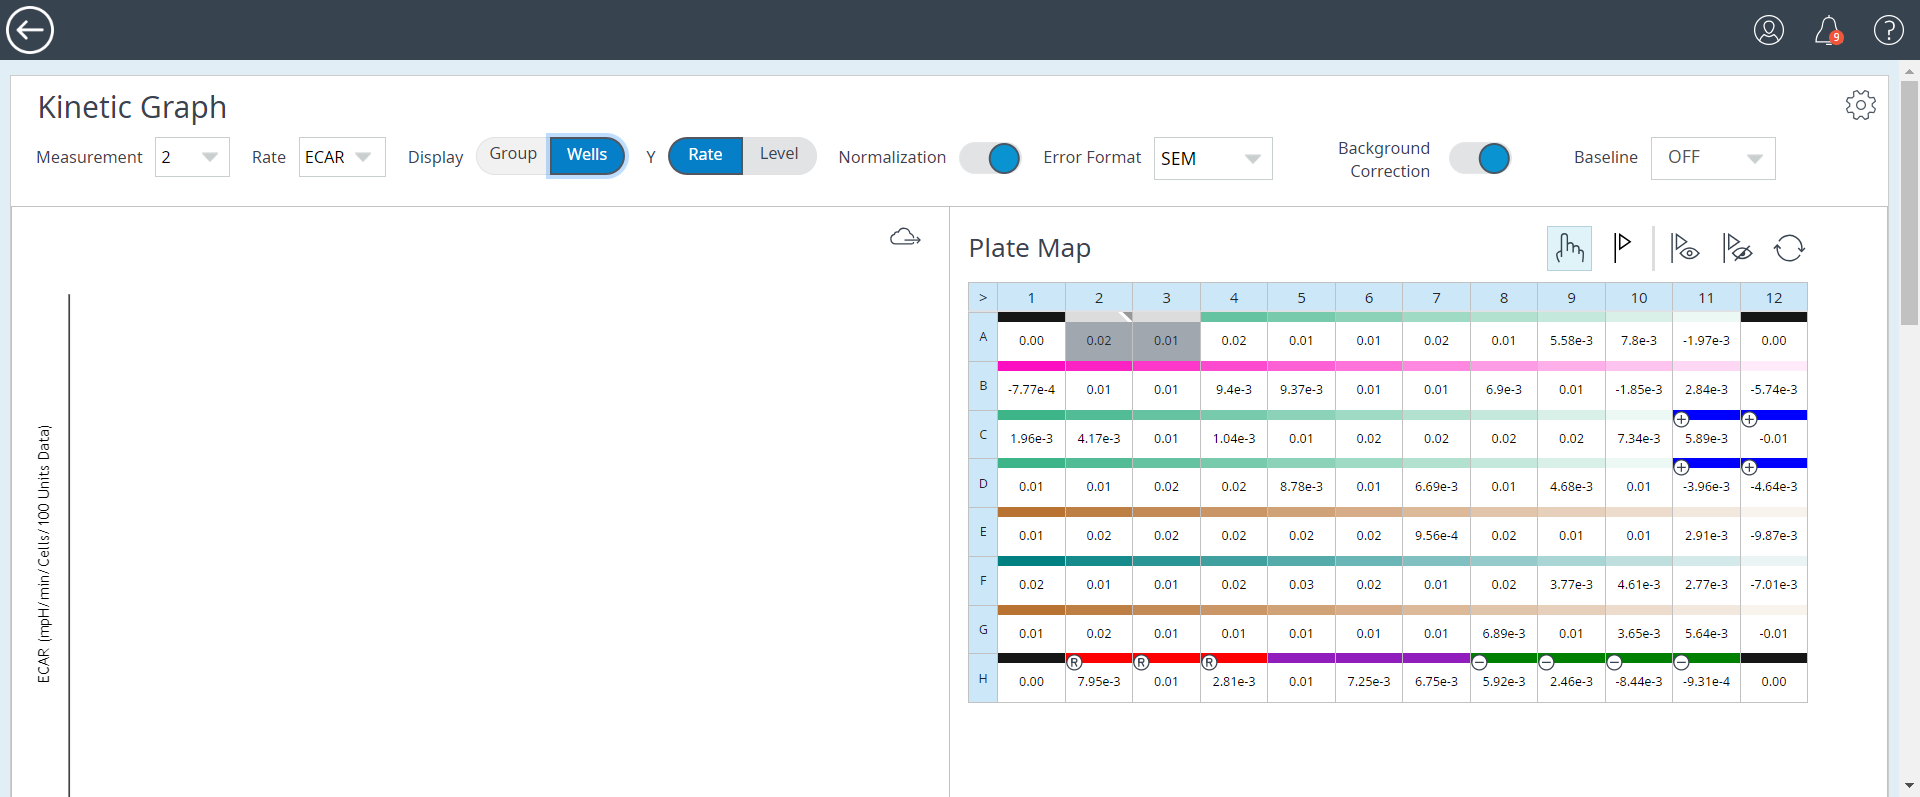 9
?
Kinetic Graph
Measurement 2 Rate ECAR Display Group Wells Y Rate Level Normalization Error Format SEM Background Correction Baseline OFF
ECAR (mpH/min/Cells/100 Units Data)
Plate Map
> 1 2 3 4 5 6 7 8 9 10 11 12
A 0.00 0.02 0.01 0.02 0.01 0.01 0.02 0.01 5.58e-3 7.8e-3 -1.97e-3 0.00
B -7.77e-4 0.01 0.01 9.4e-3 9.37e-3 0.01 0.01 6.9e-3 0.01 -1.85e-3 2.84e-3 -5.74e-3
+ +
C 1.96e-3 4.17e-3 0.01 1.04e-3 0.01 0.02 0.02 0.02 0.02 7.34e-3 5.89e-3 -0.01
+ +
D 0.01 0.01 0.02 0.02 8.78e-3 0.01 6.69e-3 0.01 4.68e-3 0.01 -3.96e-3 -4.64e-3
E 0.01 0.02 0.02 0.02 0.02 0.02 9.56e-4 0.02 0.01 0.01 2.91e-3 -9.87e-3
F 0.02 0.01 0.01 0.02 0.03 0.02 0.01 0.02 3.77e-3 4.61e-3 2.77e-3 -7.01e-3
G 0.01 0.02 0.01 0.01 0.01 0.01 0.01 6.89e-3 0.01 3.65e-3 5.64e-3 -0.01
R R R − − − −
H 0.00 7.95e-3 0.01 2.81e-3 0.01 7.25e-3 6.75e-3 5.92e-3 2.46e-3 -8.44e-3 -9.31e-4 0.00